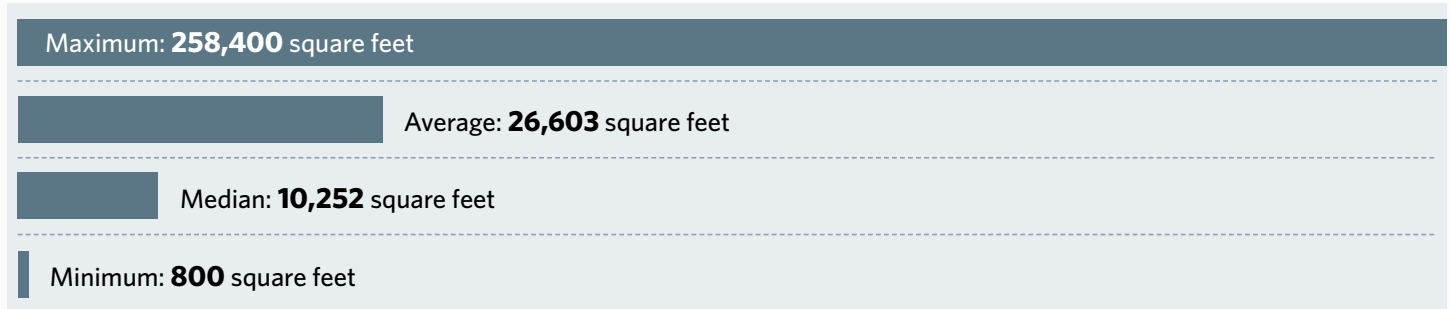 Maximum: 258,400 square feet
Average: 26,603 square feet
Median: 10,252 square feet
Minimum: 800 square feet